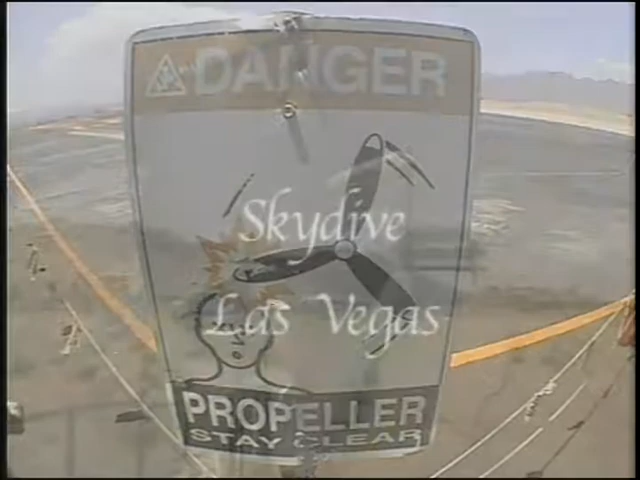 DANGER
Skydive
Las Vegas
PROPELLER
STAY CLEAR